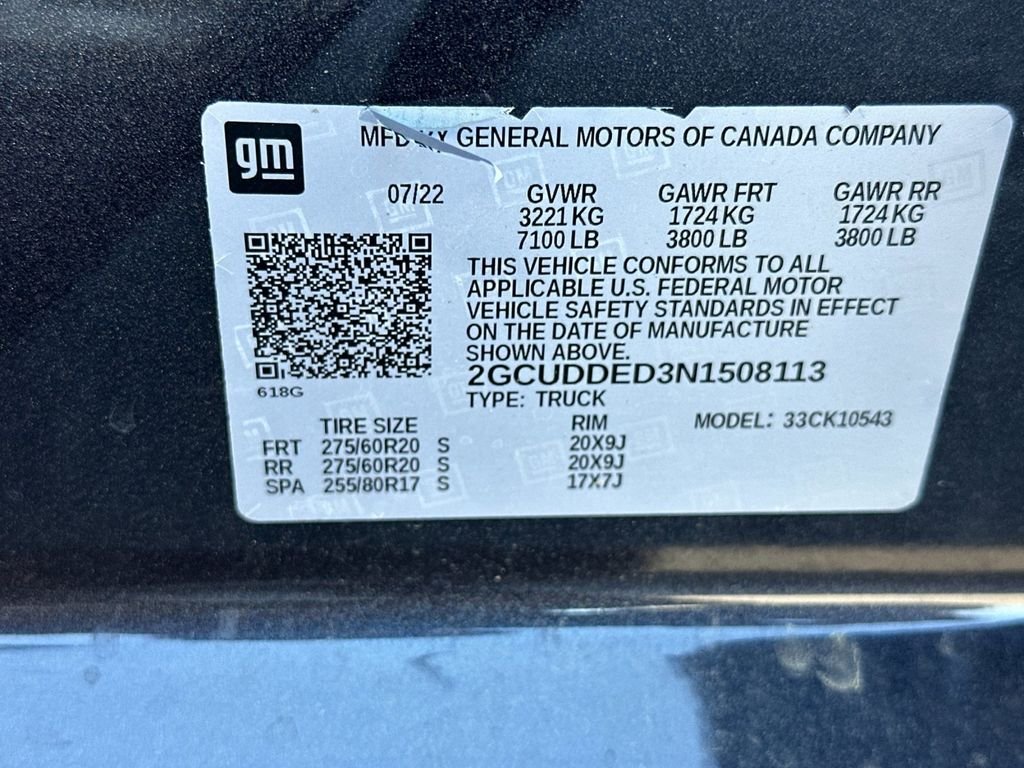 gm
GENERAL MOTORS OF CANADA COMPANY
07/22 GVWR GAWR FRT GAWR RR
3221 KG 1724 KG 1724 KG
7100 LB 3800 LB 3800 LB
THIS VEHICLE CONFORMS TO ALL
APPLICABLE U.S. FEDERAL MOTOR
VEHICLE SAFETY STANDARDS IN EFFECT
ON THE DATE OF MANUFACTURE
SHOWN ABOVE.
2GCUDDED3N1508113
618G
TYPE: TRUCK
TIRE SIZE RIM MODEL: 33CK10543
FRT 275/60R20 S 20X9J
RR 275/60R20 S 20X9J
SPA 255/80R17 S 17X7J